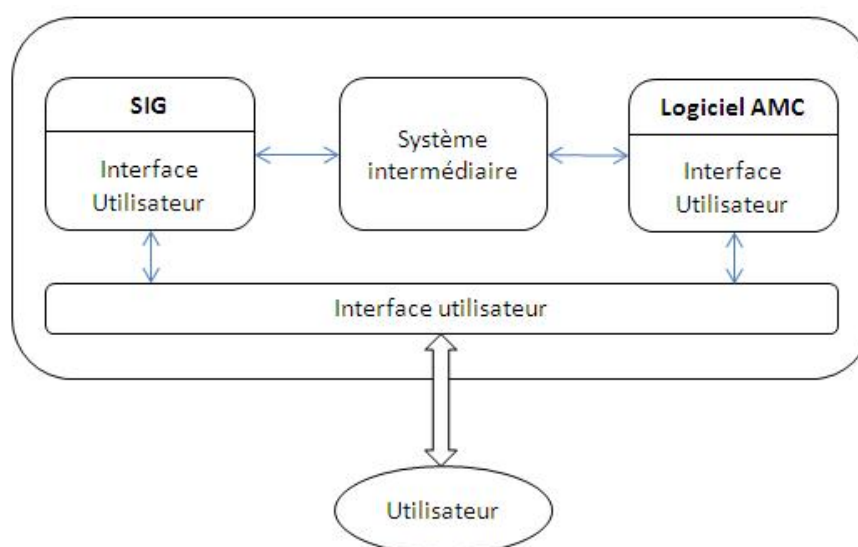 SIG
Interface
Utilisateur
Système
intermédiaire
Logiciel AMC
Interface
Utilisateur
Interface utilisateur
Utilisateur